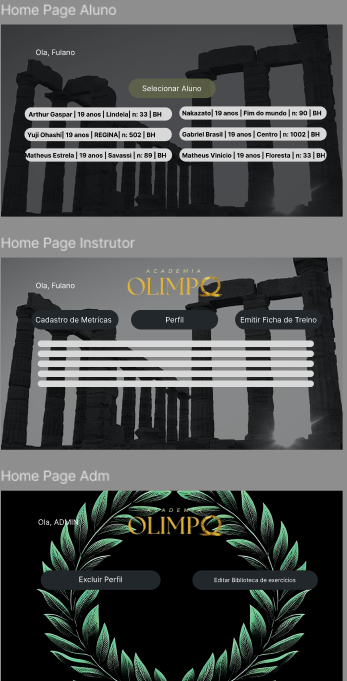 Home Page Aluno
Ola, Fulano
Selecionar Aluno
Arthur Gaspar | 19 anos | Lindeia| n: 33 | BH
Nakazato| 19 anos | Fim do mundo | n: 90 | BH
Yuji Ohashi| 19 anos | REGINA| n: 502 | BH
Gabriel Brasil | 19 anos | Centro | n: 1002 | BH
Matheus Estrela | 19 anos | Savassi | n: 89 | BH
Matheus Vinicio | 19 anos | Floresta | n: 33 | BH
Home Page Instrutor
Ola, Fulano
ACADEMIA
OLIMPO
Cadastro de Metricas
Perfil
Emitir Ficha de Treino
Home Page Adm
Ola, ADMIN
ACADEMIA
OLIMPO
Excluir Perfil
Editar Biblioteca de exercicios